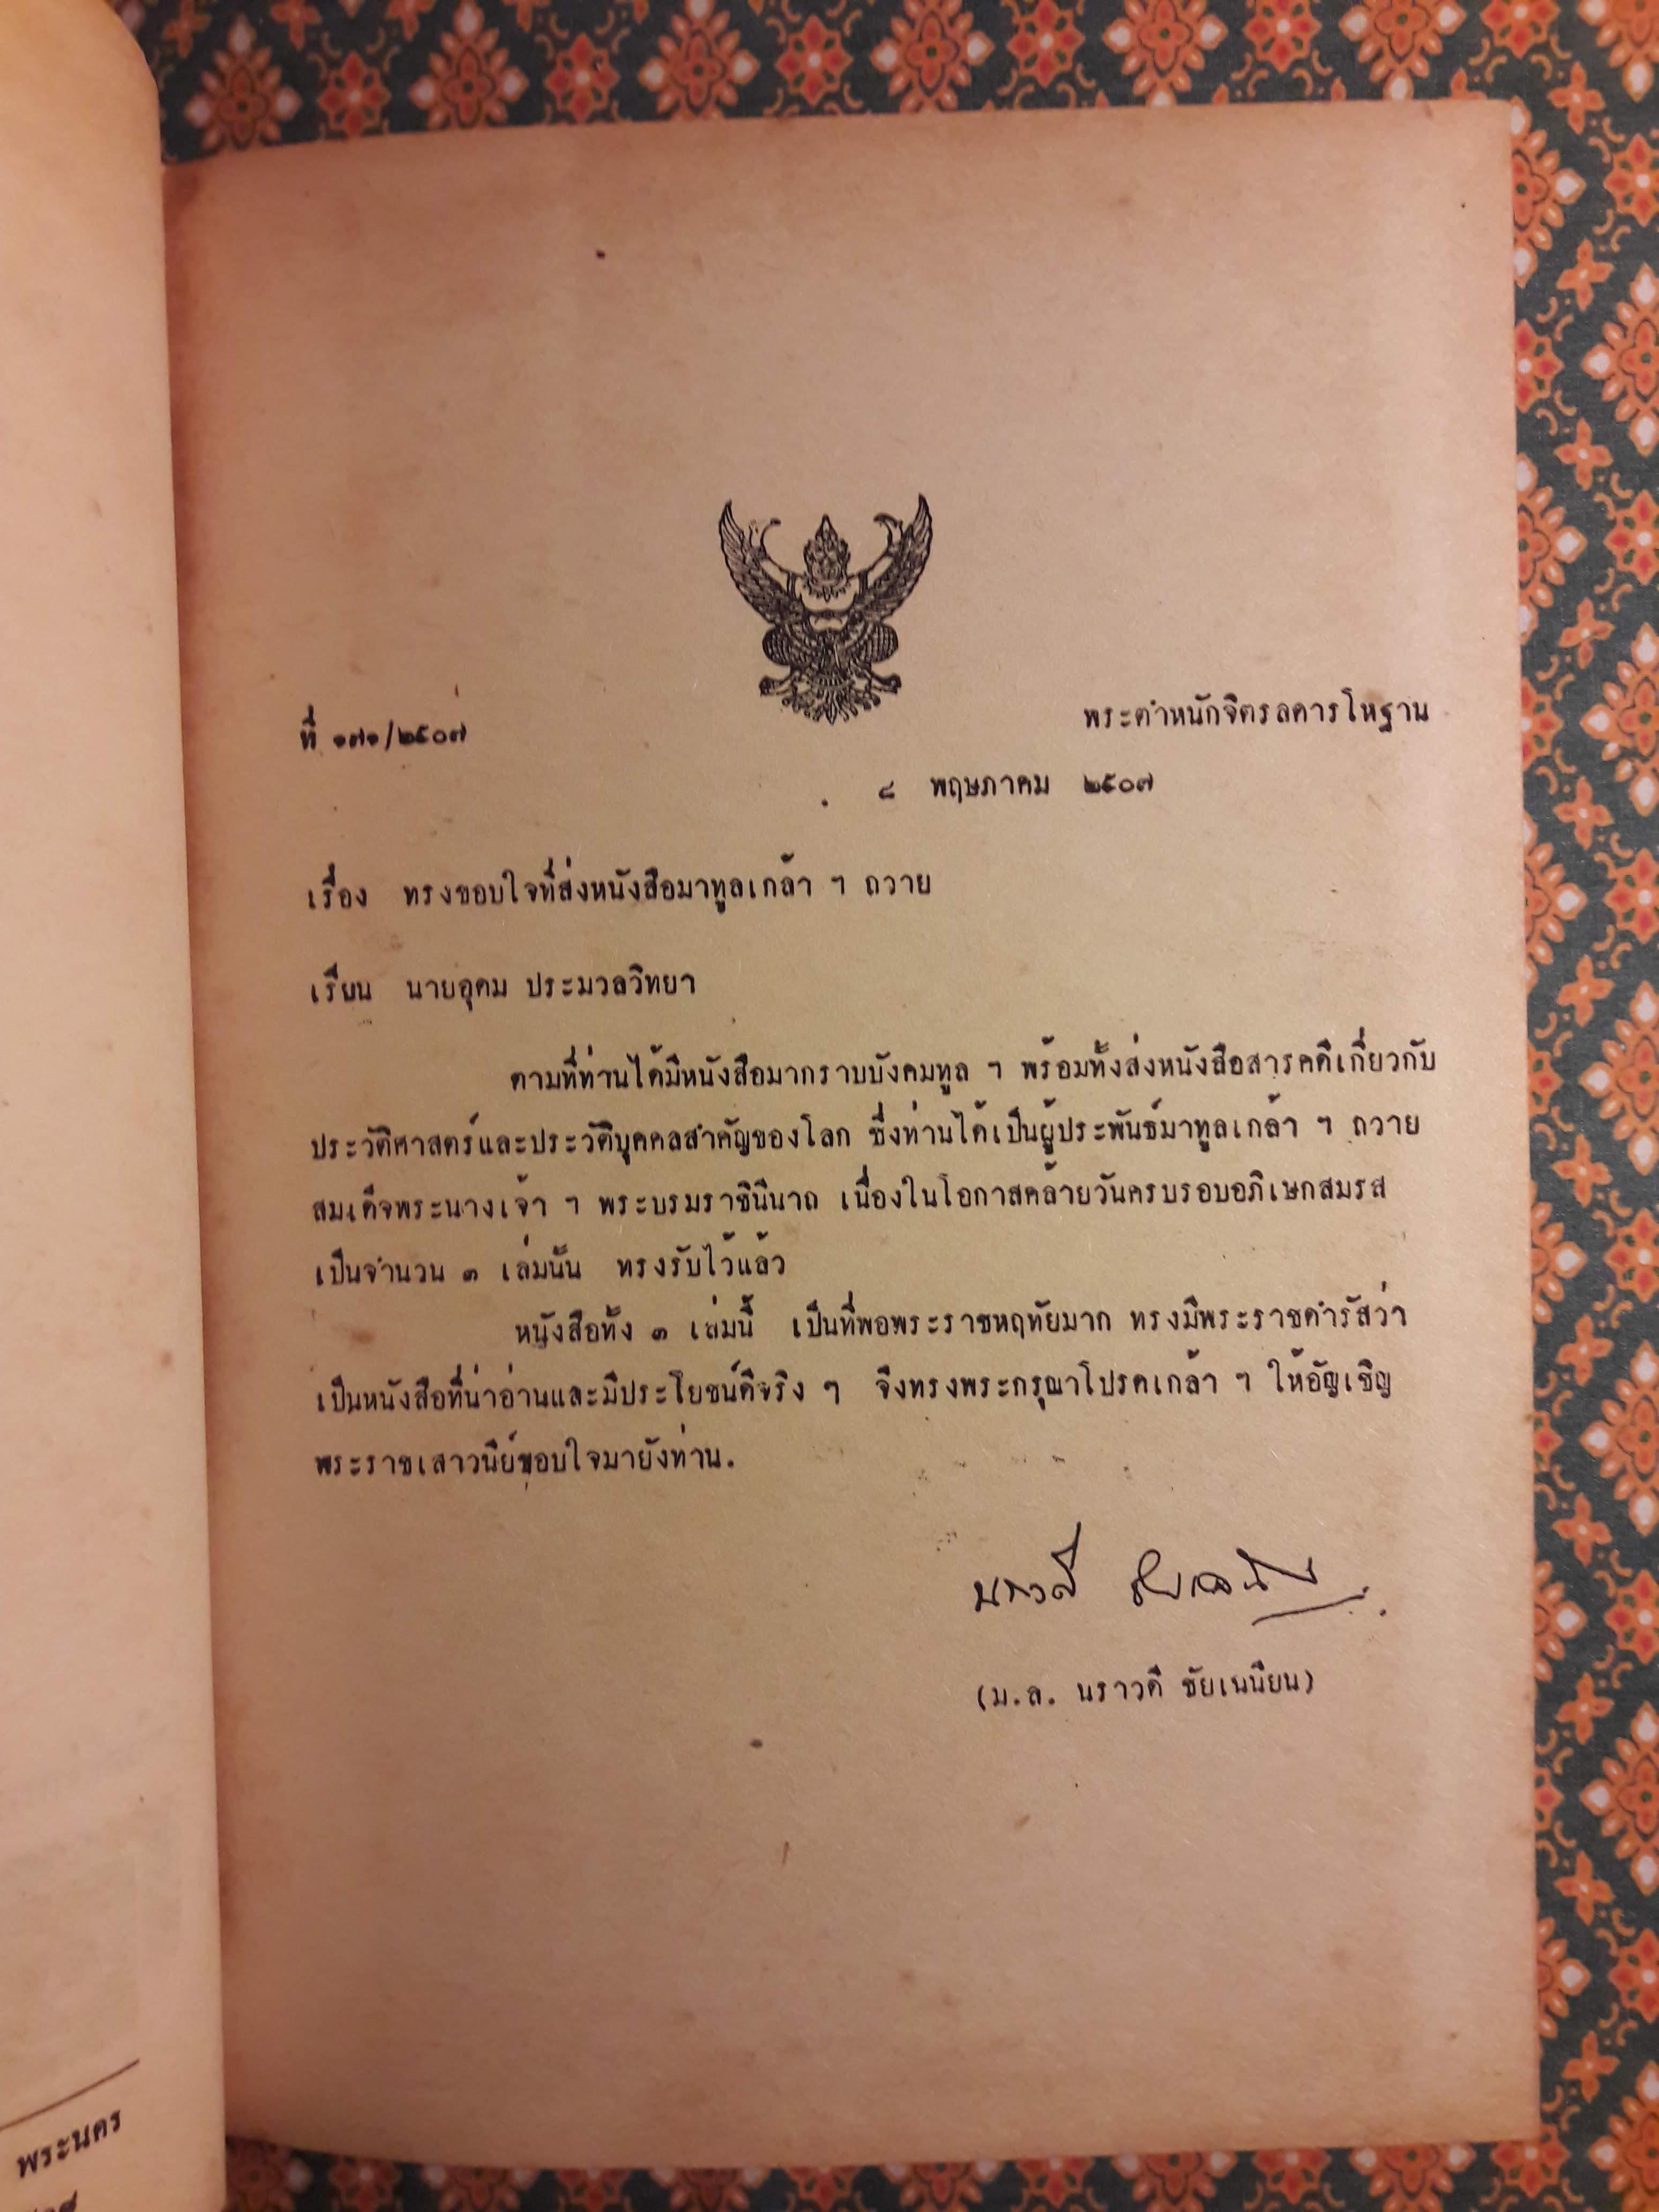 ที่ ๑๗๑/๒๕๐๗
พระตำหนักจิตรลดารโหฐาน
๘ พฤษภาคม ๒๕๐๗
เรื่อง ทรงขอบใจที่ส่งหนังสือมาทูลเกล้า ฯ ถวาย
เรียน นายอุดม ประมวลวิทยา
ตามที่ท่านได้มีหนังสือมากราบบังคมทูล ฯ พร้อมทั้งส่งหนังสือสารคดีเกี่ยวกับ
ประวัติศาสตร์และประวัติบุคคลสำคัญของโลก ซึ่งท่านได้เป็นผู้ประพันธ์มาทูลเกล้า ฯ ถวาย
สมเด็จพระนางเจ้า ฯ พระบรมราชินีนาถ เนื่องในโอกาสคล้ายวันครบรอบอภิเษกสมรส
เป็นจำนวน ๓ เล่มนั้น ทรงรับไว้แล้ว
หนังสือทั้ง ๓ เล่มนี้ เป็นที่พอพระราชหฤทัยมาก ทรงมีพระราชดำรัสว่า
เป็นหนังสือที่น่าอ่านและมีประโยชน์ดีจริง ๆ จึงทรงพระกรุณาโปรดเกล้า ฯ ให้อัญเชิญ
พระราชเสาวนีย์ขอบใจมายังท่าน.
(ม.ล. นราวดี ชัยเฉนียน)
พระนคร